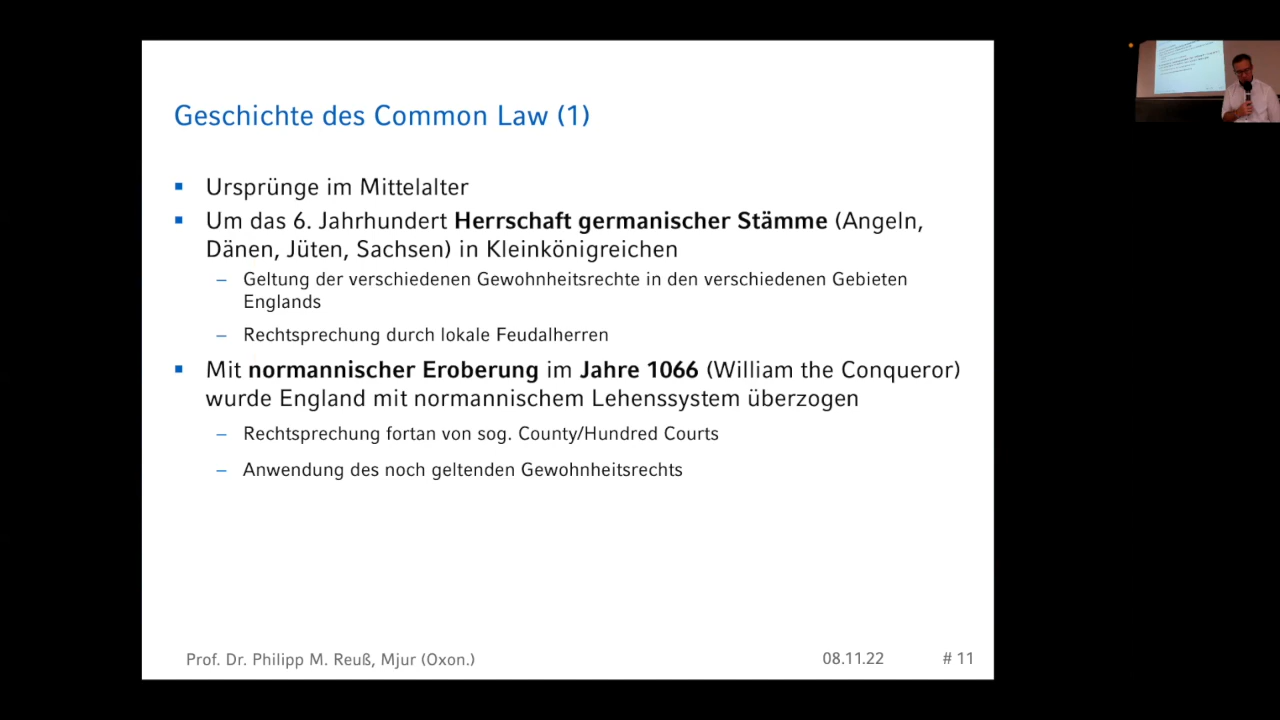 Geschichte des Common Law (1)
▪ Ursprünge im Mittelalter
▪ Um das 6. Jahrhundert Herrschaft germanischer Stämme (Angeln,
Dänen, Jüten, Sachsen) in Kleinkönigreichen
– Geltung der verschiedenen Gewohnheitsrechte in den verschiedenen Gebieten
Englands
– Rechtsprechung durch lokale Feudalherren
▪ Mit normannischer Eroberung im Jahre 1066 (William the Conqueror)
wurde England mit normannischem Lehenssystem überzogen
– Rechtsprechung fortan von sog. County/Hundred Courts
– Anwendung des noch geltenden Gewohnheitsrechts
Prof. Dr. Philipp M. Reuß, Mjur (Oxon.)
08.11.22
# 11